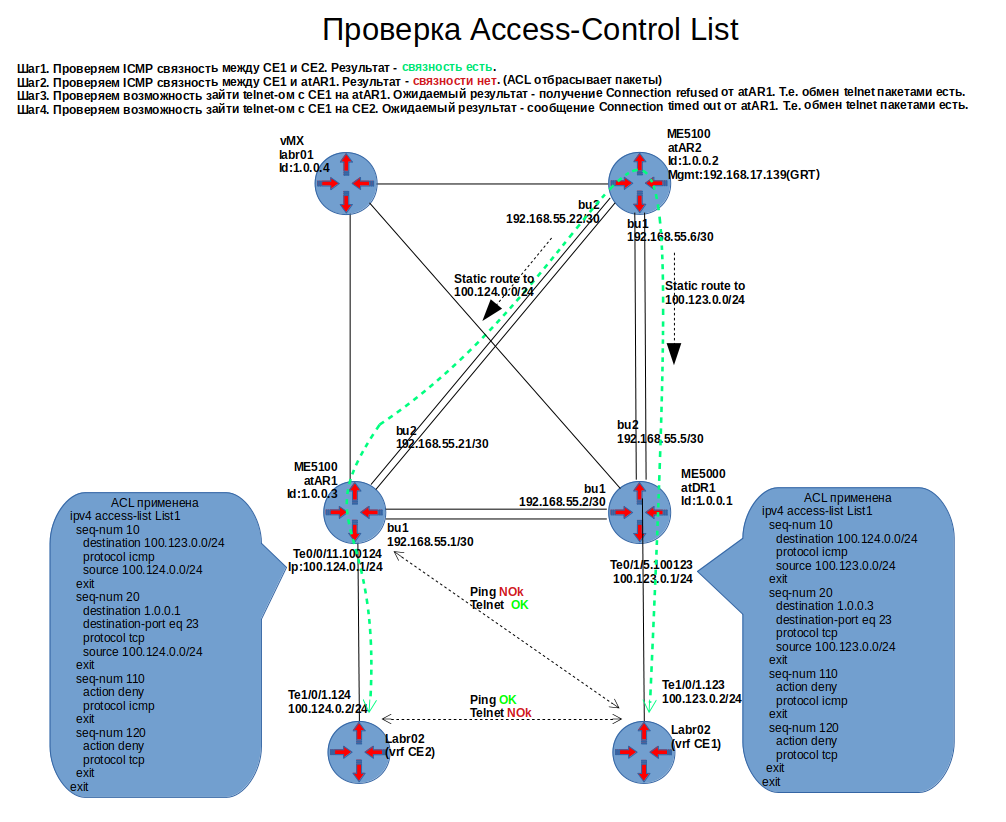 Проверка Access-Control List
Шаг1. Проверяем ICMP связность между CE1 и CE2. Результат - связность есть.
Шаг2. Проверяем ICMP связность между CE1 и atAR1. Результат - связности нет. (ACL отбрасывает пакеты)
Шаг3. Проверяем возможность зайти telnet-ом с CE1 на atAR1. Ожидаемый результат - получение Connection refused от atAR1. Т.е. обмен telnet пакетами есть.
Шаг4. Проверяем возможность зайти telnet-ом с CE1 на CE2. Ожидаемый результат - сообщение Connection timed out от atAR1. Т.е. обмен telnet пакетами есть.
vMX
labr01
Id:1.0.0.4
ME5100
atAR2
Id:1.0.0.2
Mgmt:192.168.17.139(GRT)
bu2
192.168.55.22/30
bu1
192.168.55.6/30
Static route to
100.124.0.0/24
Static route to
100.123.0.0/24
bu2
192.168.55.21/30
bu2
192.168.55.5/30
ME5100
atAR1
Id:1.0.0.3
bu1
192.168.55.2/30
ME5000
atDR1
Id:1.0.0.1
bu1
192.168.55.1/30
Te0/0/11.100124
Ip:100.124.0.1/24
Te0/1/5.100123
100.123.0.1/24
ACL применена
ipv4 access-list List1
seq-num 10
destination 100.123.0.0/24
protocol icmp
source 100.124.0.0/24
exit
seq-num 20
destination 1.0.0.1
destination-port eq 23
protocol tcp
source 100.124.0.0/24
exit
seq-num 110
action deny
protocol icmp
exit
seq-num 120
action deny
protocol tcp
exit
exit
ACL применена
ipv4 access-list List1
seq-num 10
destination 100.124.0.0/24
protocol icmp
source 100.123.0.0/24
exit
seq-num 20
destination 1.0.0.3
destination-port eq 23
protocol tcp
source 100.123.0.0/24
exit
seq-num 110
action deny
protocol icmp
exit
seq-num 120
action deny
protocol tcp
exit
exit
Ping NOk
Telnet OK
Ping OK
Telnet NOk
Te1/0/1.124
100.124.0.2/24
Te1/0/1.123
100.123.0.2/24
Labr02
(vrf CE2)
Labr02
(vrf CE1)